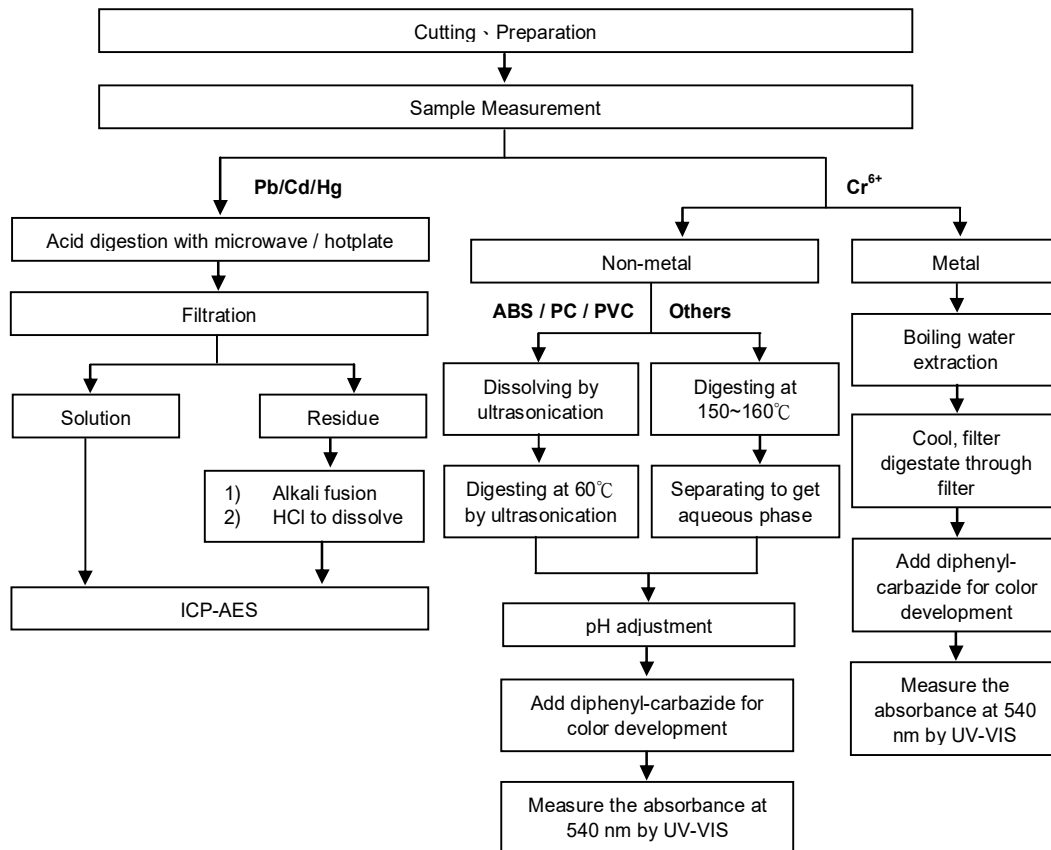 Cutting、Preparation
Sample Measurement
Pb/Cd/Hg
Cr⁶⁺
Acid digestion with microwave / hotplate
Non-metal
Metal
Filtration
ABS / PC / PVC
Others
Boiling water
extraction
Solution
Residue
Dissolving by
ultrasonication
Digesting at
150~160℃
Cool, filter
digestate through
filter
1) Alkali fusion
2) HCl to dissolve
Digesting at 60℃
by ultrasonication
Separating to get
aqueous phase
Add diphenyl-
carbazide for color
development
ICP-AES
pH adjustment
Measure the
absorbance at 540
nm by UV-VIS
Add diphenyl-carbazide for
color development
Measure the absorbance at
540 nm by UV-VIS